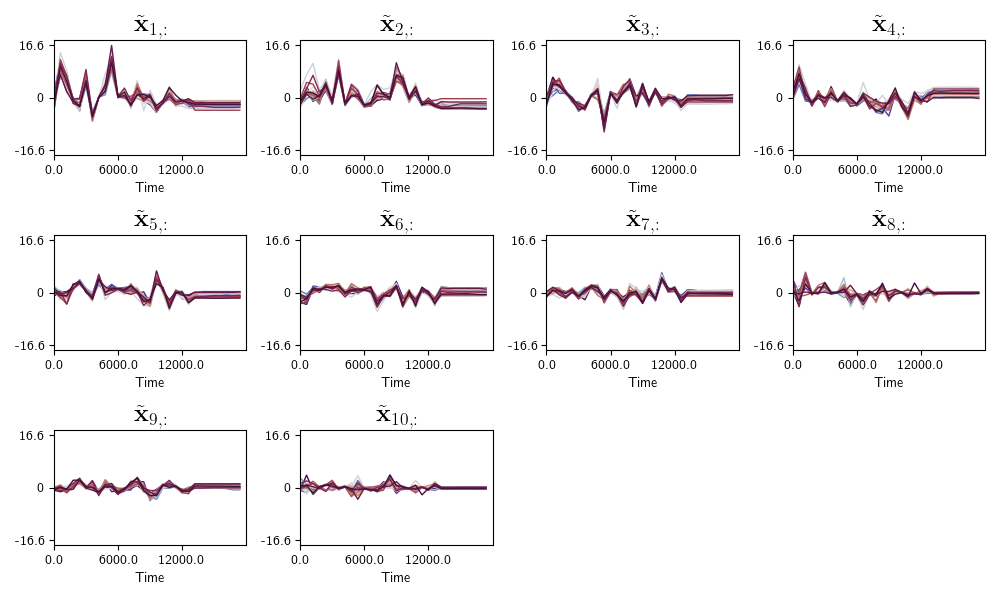 x̃1,: x̃2,: x̃3,: x̃4,:
16.6 16.6 16.6 16.6
0 0 0 0
-16.6 -16.6 -16.6 -16.6
0.0 6000.0 12000.0 0.0 6000.0 12000.0 0.0 6000.0 12000.0 0.0 6000.0 12000.0
Time Time Time Time
x̃5,: x̃6,: x̃7,: x̃8,:
16.6 16.6 16.6 16.6
0 0 0 0
-16.6 -16.6 -16.6 -16.6
0.0 6000.0 12000.0 0.0 6000.0 12000.0 0.0 6000.0 12000.0 0.0 6000.0 12000.0
Time Time Time Time
x̃9,: x̃10,:
16.6 16.6
0 0
-16.6 -16.6
0.0 6000.0 12000.0 0.0 6000.0 12000.0
Time Time